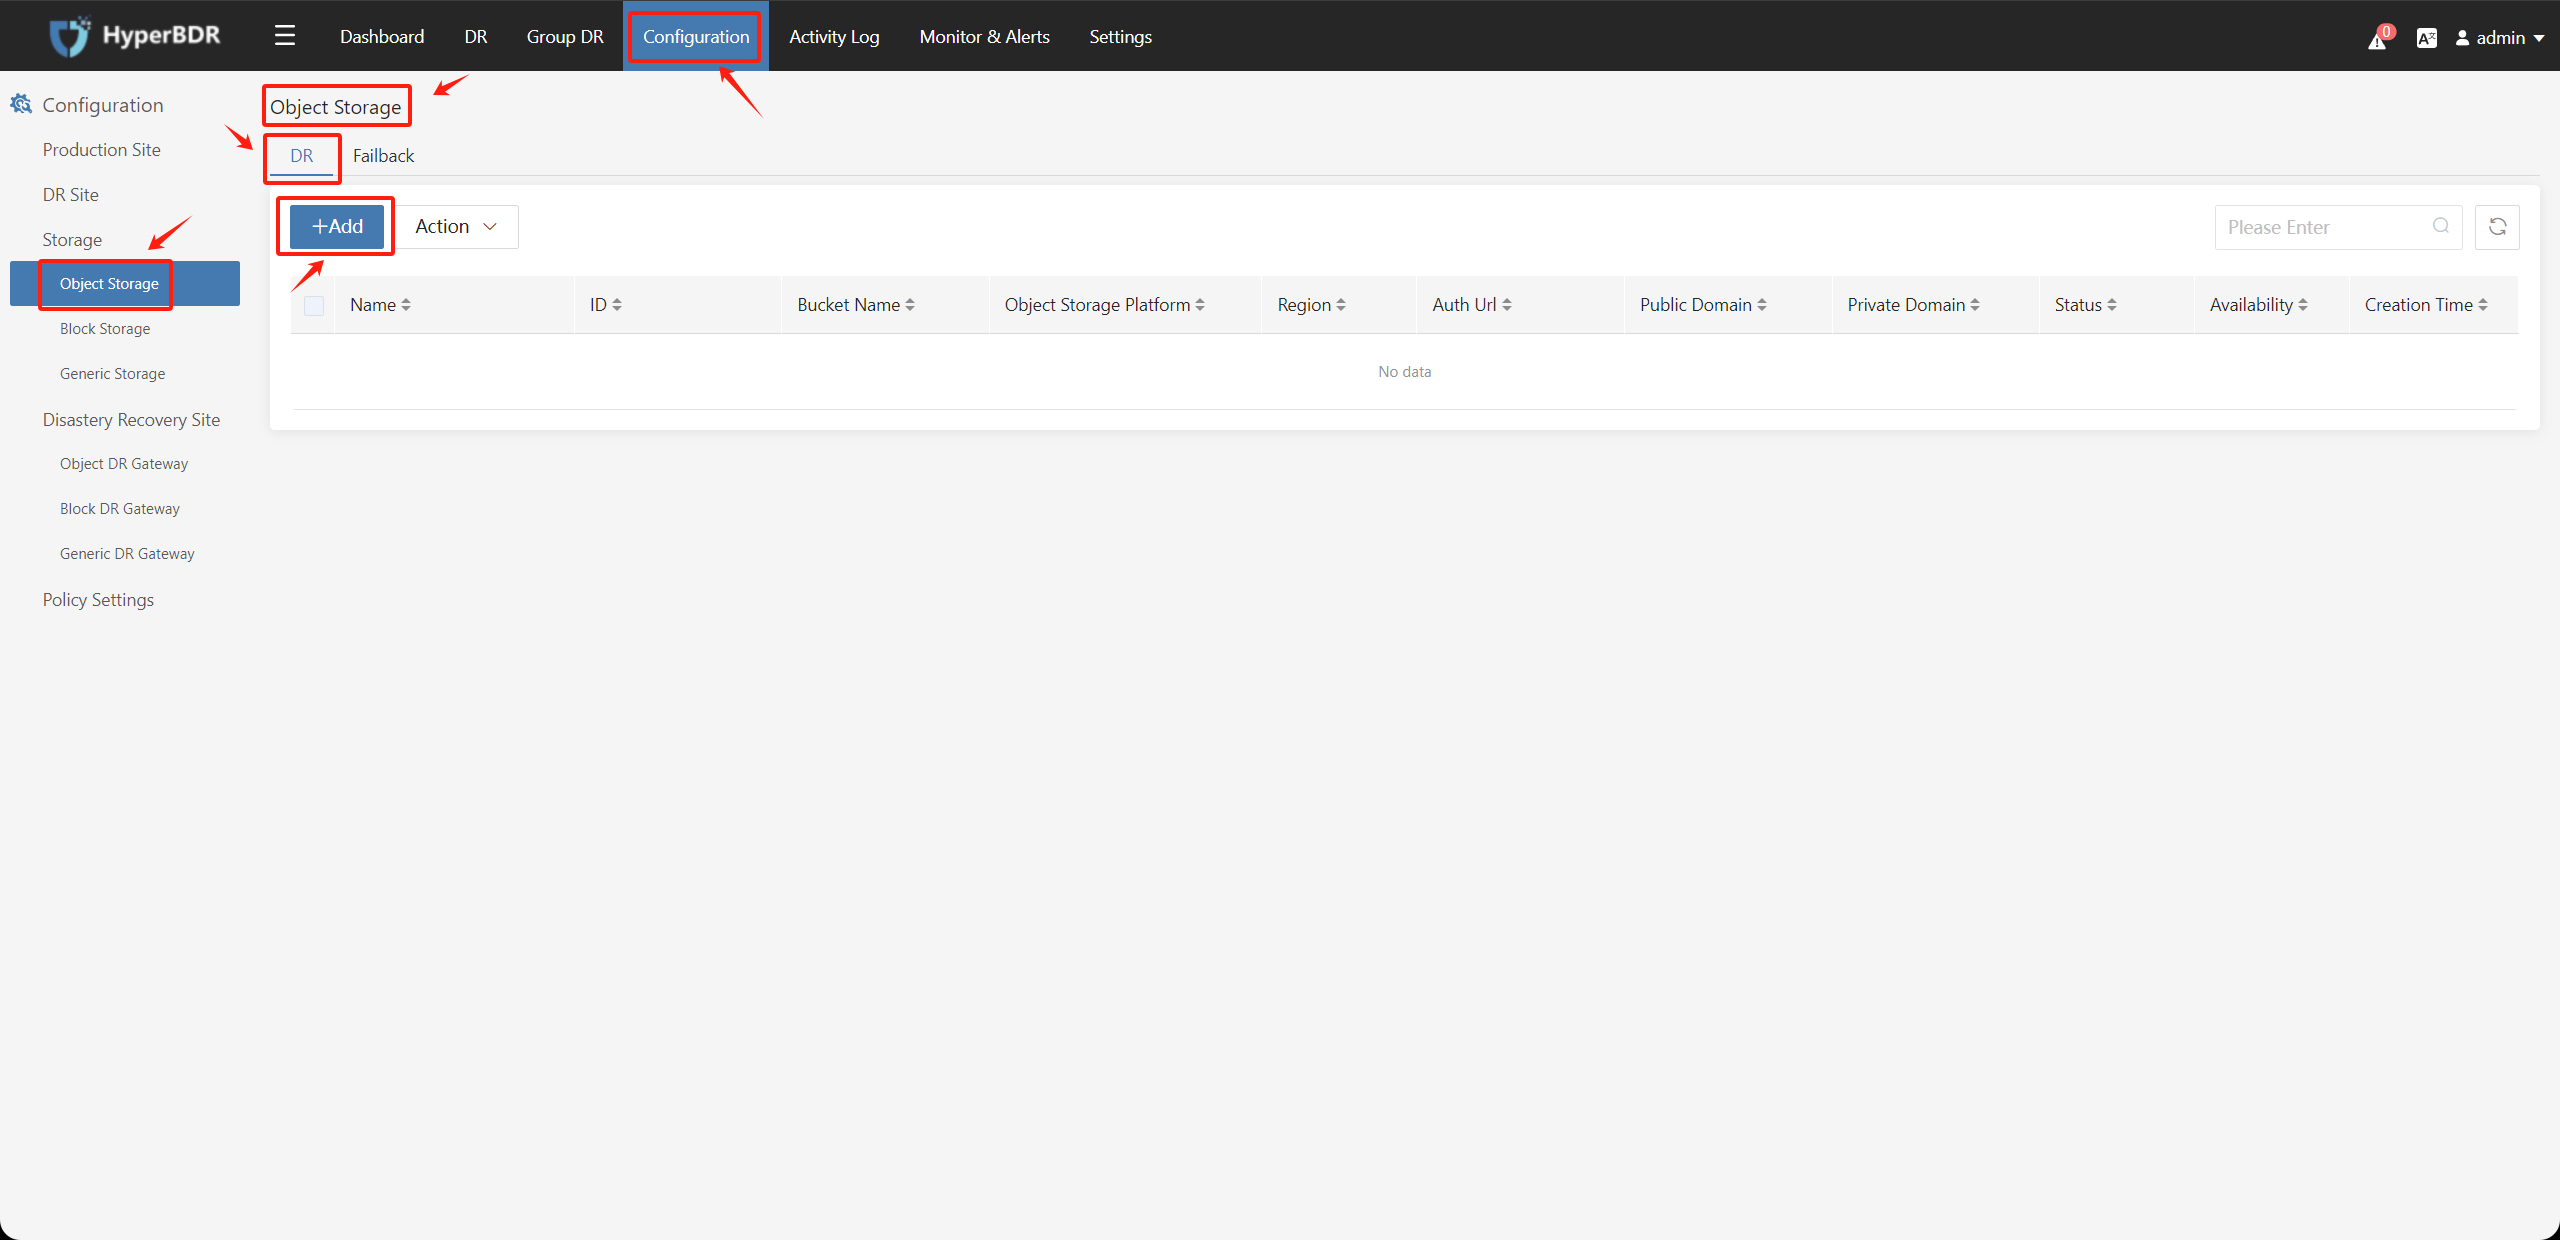 HyperBDR
Dashboard
DR
Group DR
Configuration
Activity Log
Monitor & Alerts
Settings
0
A
admin
Configuration
Production Site
DR Site
Storage
Object Storage
Block Storage
Generic Storage
Disastery Recovery Site
Object DR Gateway
Block DR Gateway
Generic DR Gateway
Policy Settings
Object Storage
DR
Failback
+Add
Action
Please Enter
Name
ID
Bucket Name
Object Storage Platform
Region
Auth Url
Public Domain
Private Domain
Status
Availability
Creation Time
No data